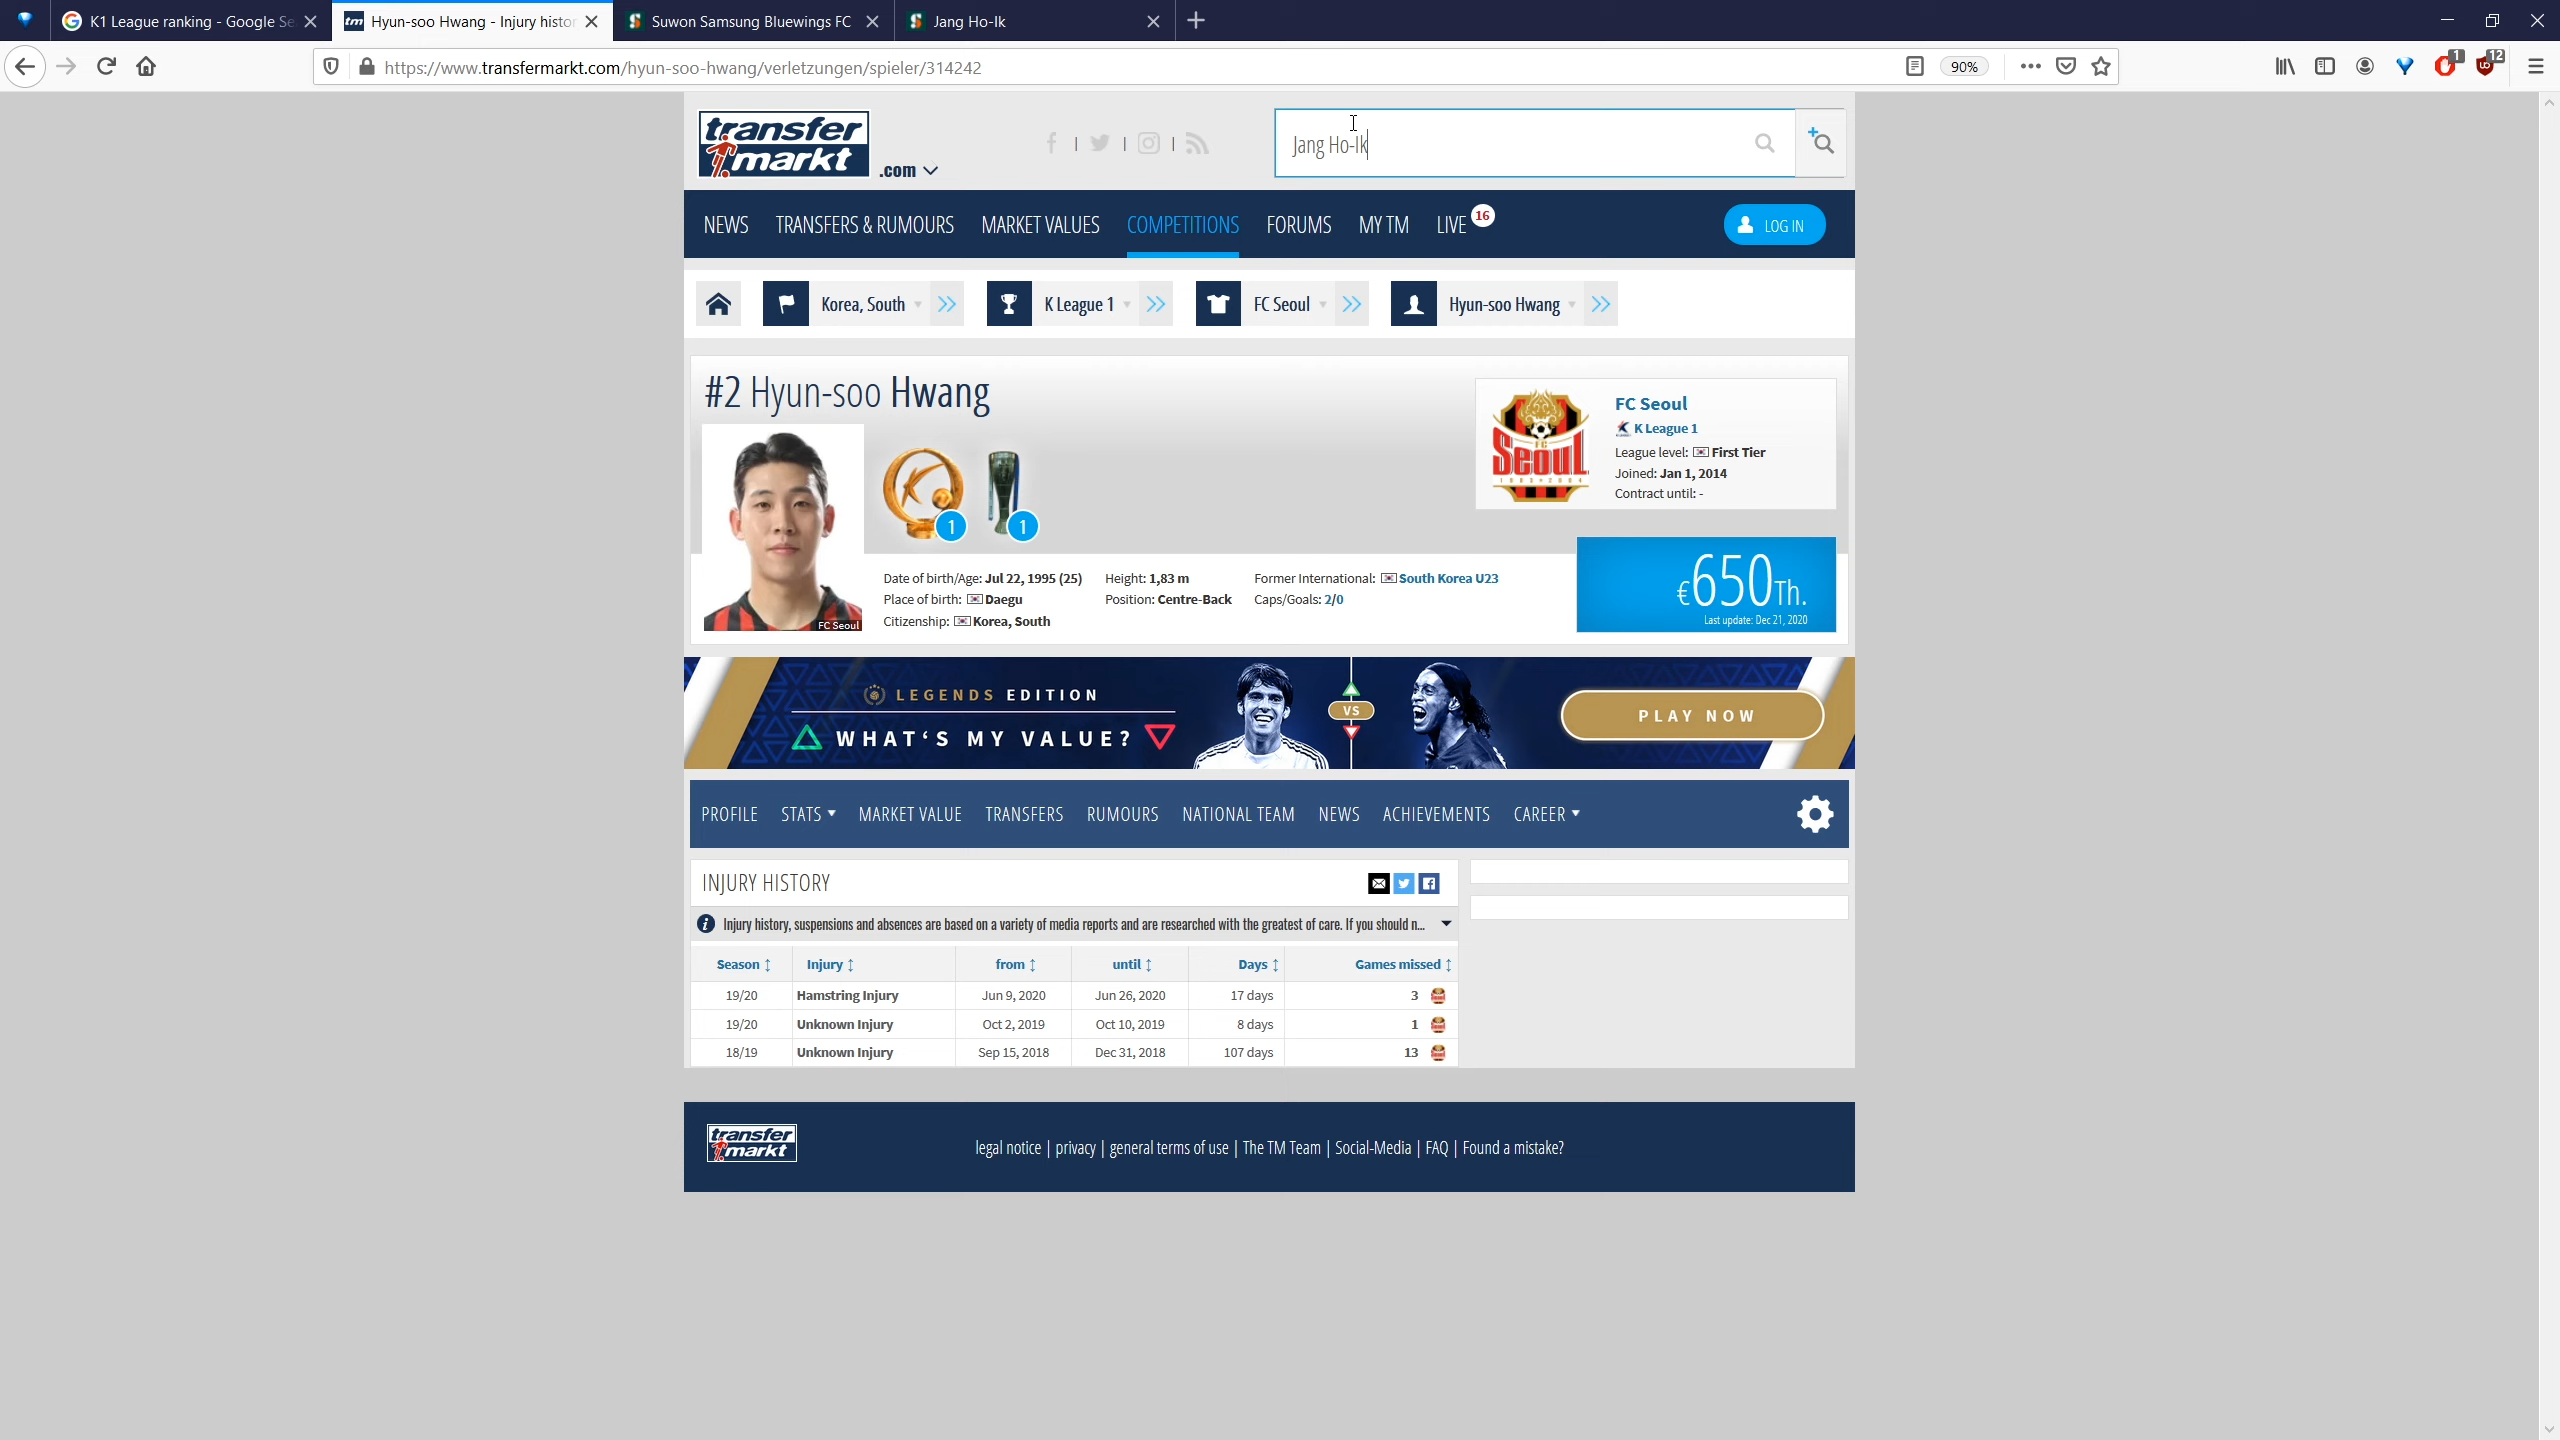 K1 League ranking - Google Se
Hyun-soo Hwang - Injury histor
Suwon Samsung Bluewings FC
Jang Ho-Ik
https://www.transfermarkt.com/hyun-soo-hwang/verletzungen/spieler/314242
90%
1
12
transfer
markt
.com
Jang Ho-Ik
NEWS TRANSFERS & RUMOURS MARKET VALUES COMPETITIONS FORUMS MY TM LIVE 16 LOG IN
Korea, South K League 1 FC Seoul Hyun-soo Hwang
#2 Hyun-soo Hwang
FC Seoul
K League 1
League level: First Tier
Joined: Jan 1, 2014
Contract until: -
FC
Seoul
1983 ★ 2004
1
1
FC Seoul
Date of birth/Age: Jul 22, 1995 (25)
Place of birth: Daegu
Citizenship: Korea, South
Height: 1,83 m
Position: Centre-Back
Former International: South Korea U23
Caps/Goals: 2/0
€650Th.
Last update: Dec 21, 2020
LEGENDS EDITION
WHAT'S MY VALUE?
VS
PLAY NOW
PROFILE STATS MARKET VALUE TRANSFERS RUMOURS NATIONAL TEAM NEWS ACHIEVEMENTS CAREER
INJURY HISTORY
Injury history, suspensions and absences are based on a variety of media reports and are researched with the greatest of care. If you should n...
Season Injury from until Days Games missed
19/20 Hamstring Injury Jun 9, 2020 Jun 26, 2020 17 days 3
19/20 Unknown Injury Oct 2, 2019 Oct 10, 2019 8 days 1
18/19 Unknown Injury Sep 15, 2018 Dec 31, 2018 107 days 13
transfer
markt
legal notice | privacy | general terms of use | The TM Team | Social-Media | FAQ | Found a mistake?